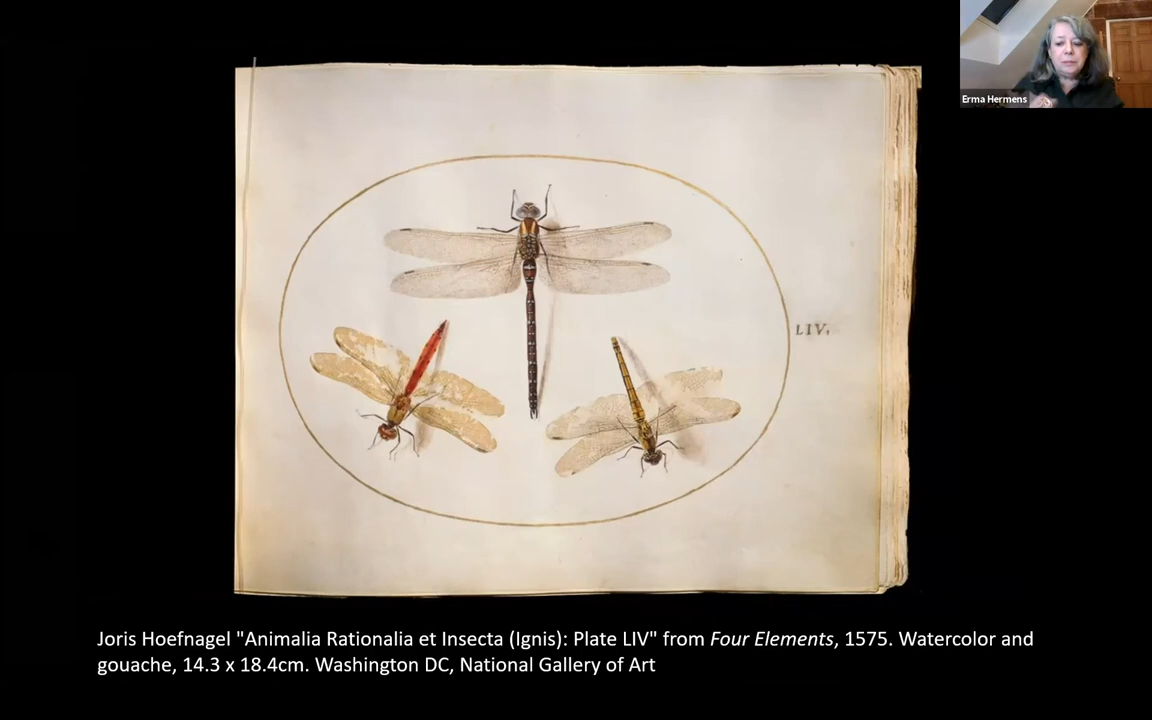 Erma Hermens
LIV.
Joris Hoefnagel "Animalia Rationalia et Insecta (Ignis): Plate LIV" from Four Elements, 1575. Watercolor and
gouache, 14.3 x 18.4cm. Washington DC, National Gallery of Art